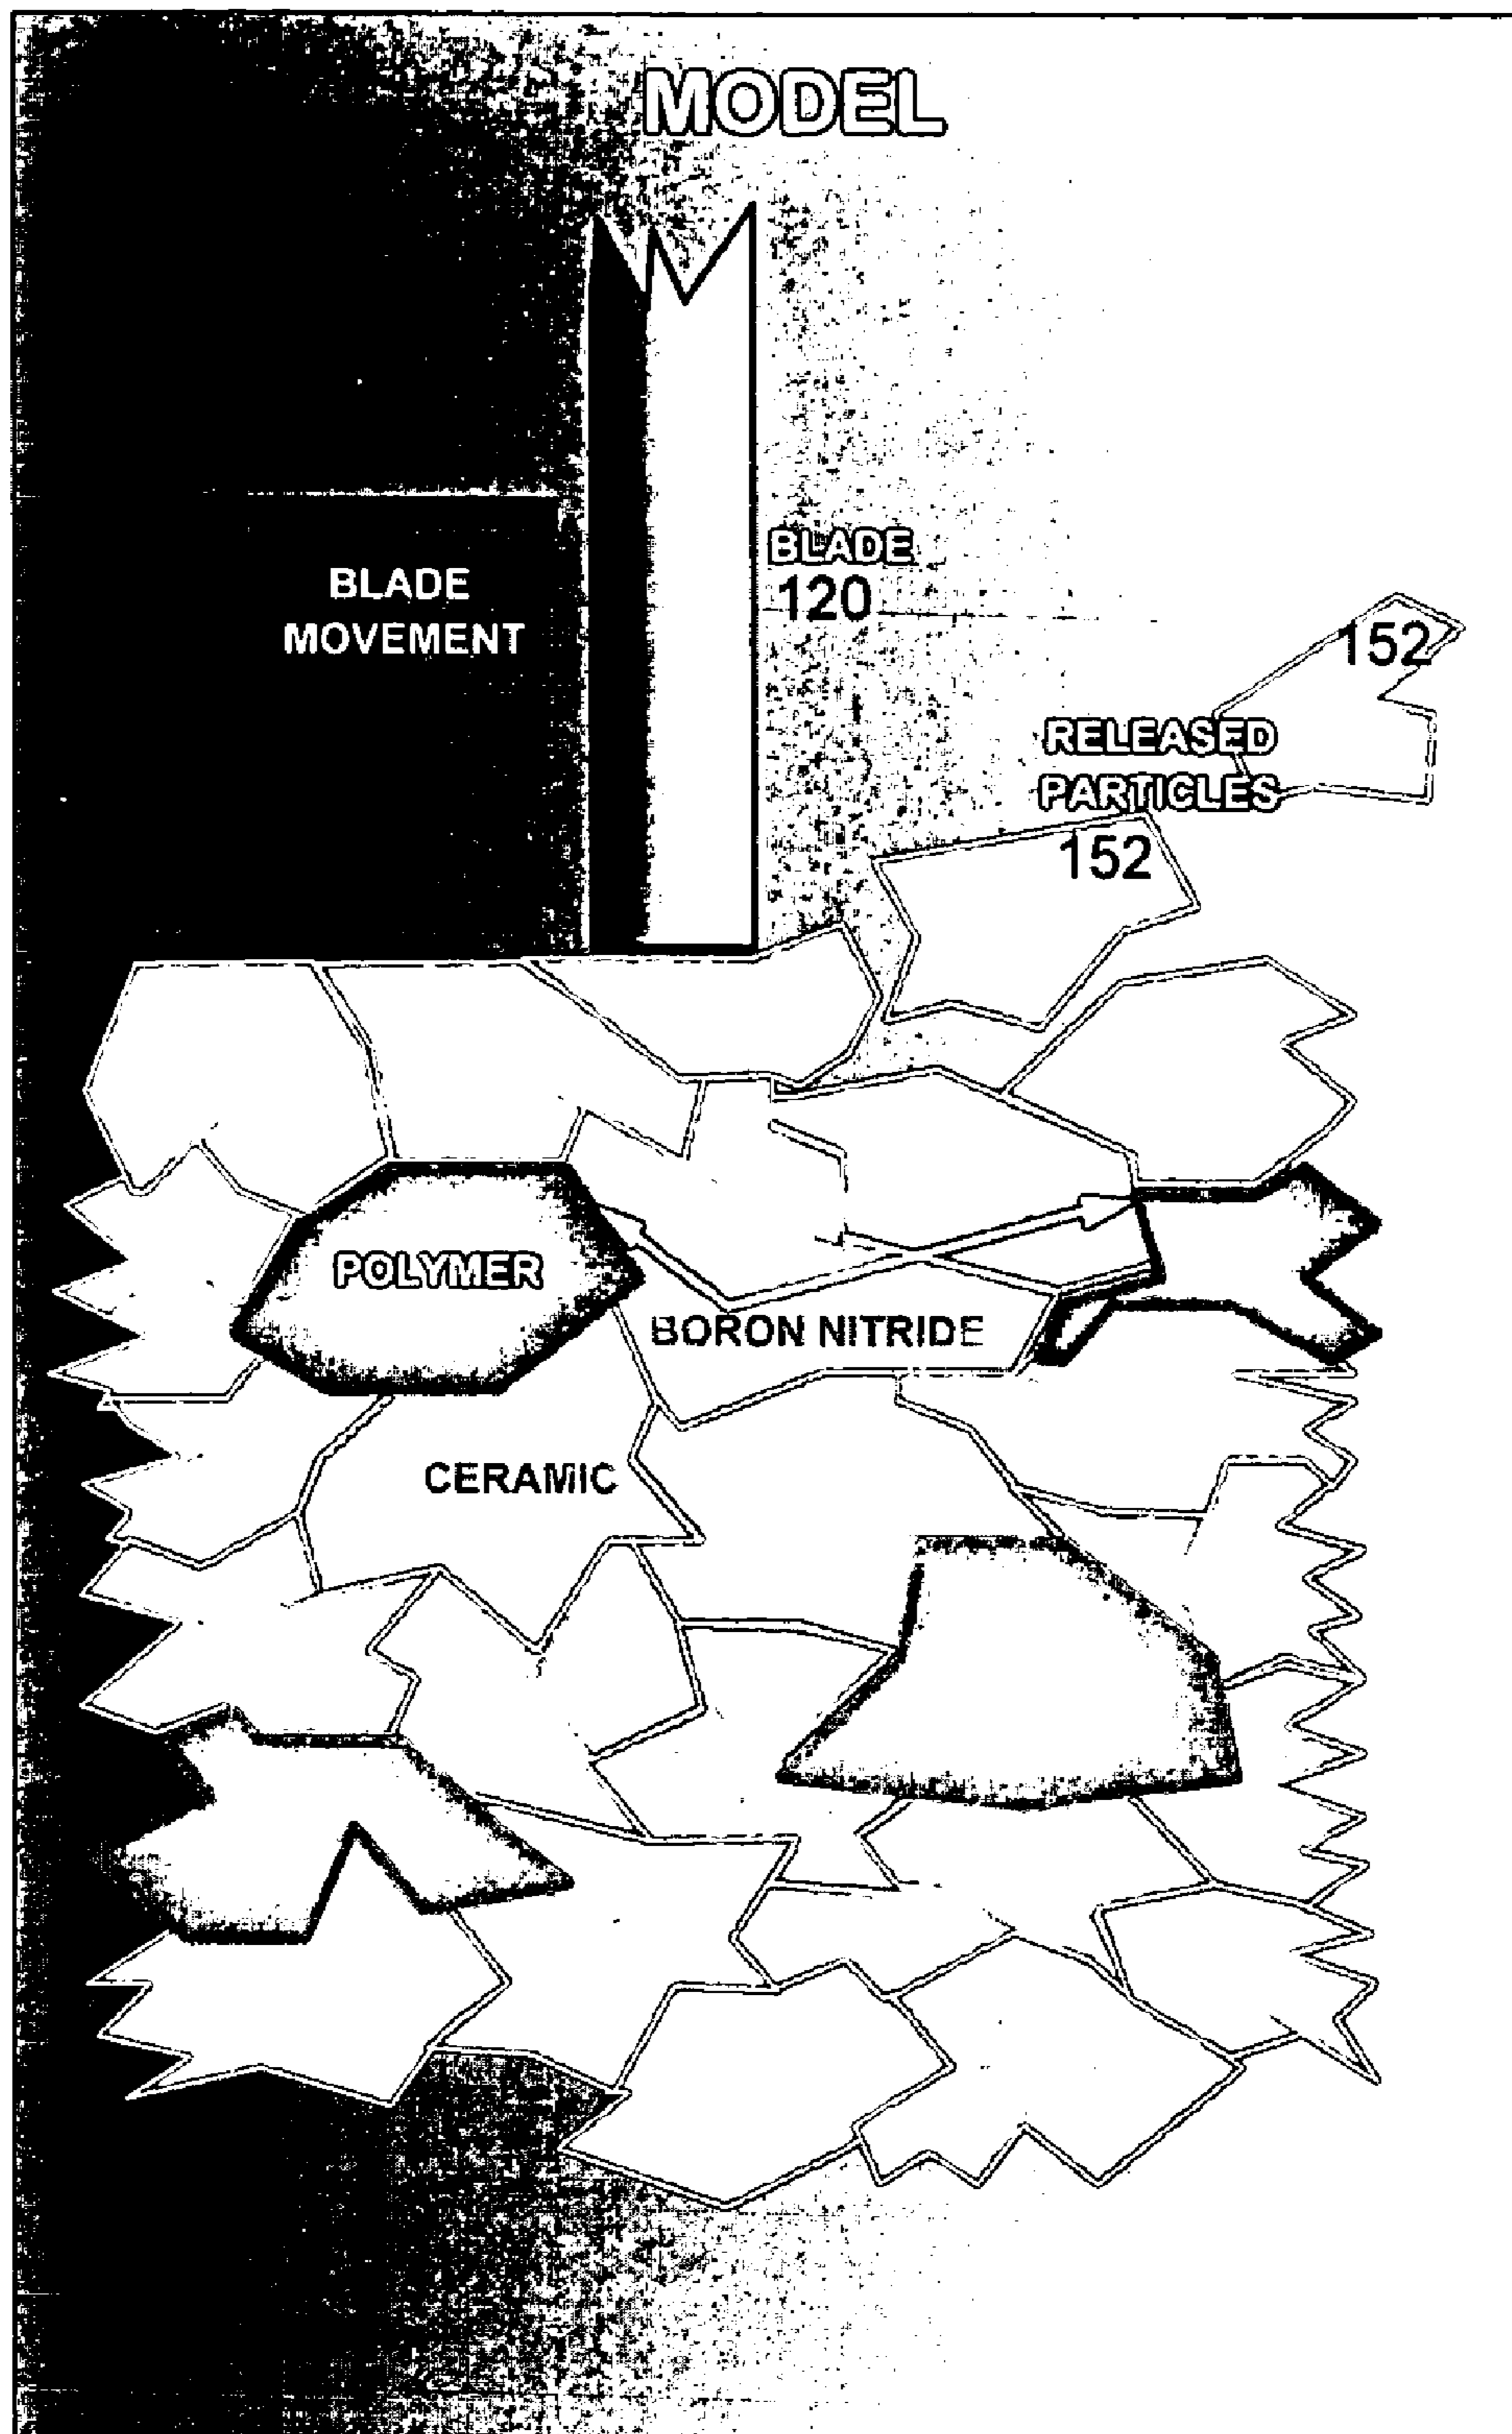 MODEL
BLADE
MOVEMENT
BLADE
120
152
RELEASED
PARTICLES
152
POLYMER
BORON NITRIDE
CERAMIC